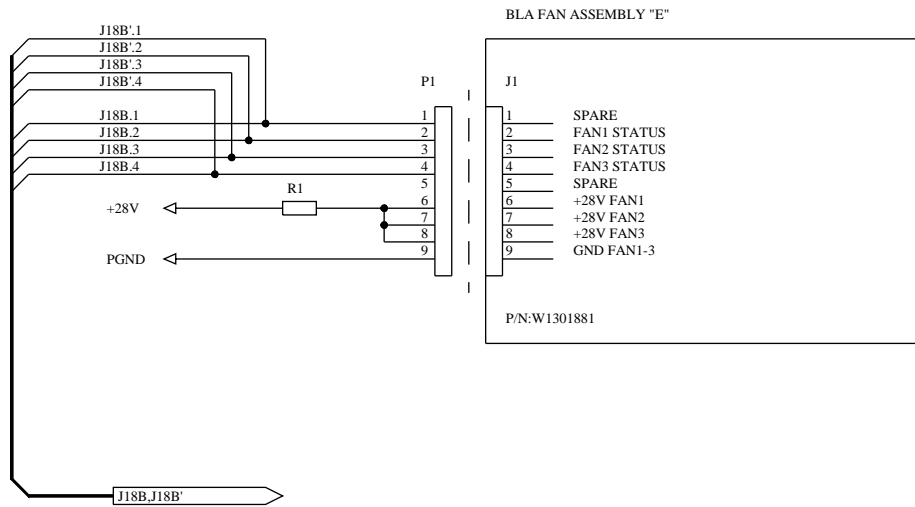 BLA FAN ASSEMBLY "E"
J18B'.1
J18B'.2
J18B'.3
J18B'.4
P1 J1
J18B.1 1 1 SPARE
J18B.2 2 2 FAN1 STATUS
J18B.3 3 3 FAN2 STATUS
J18B.4 4 4 FAN3 STATUS
5 5 SPARE
R1
+28V 6 6 +28V FAN1
7 7 +28V FAN2
8 8 +28V FAN3
PGND 9 9 GND FAN1-3
P/N:W1301881
J18B,J18B'